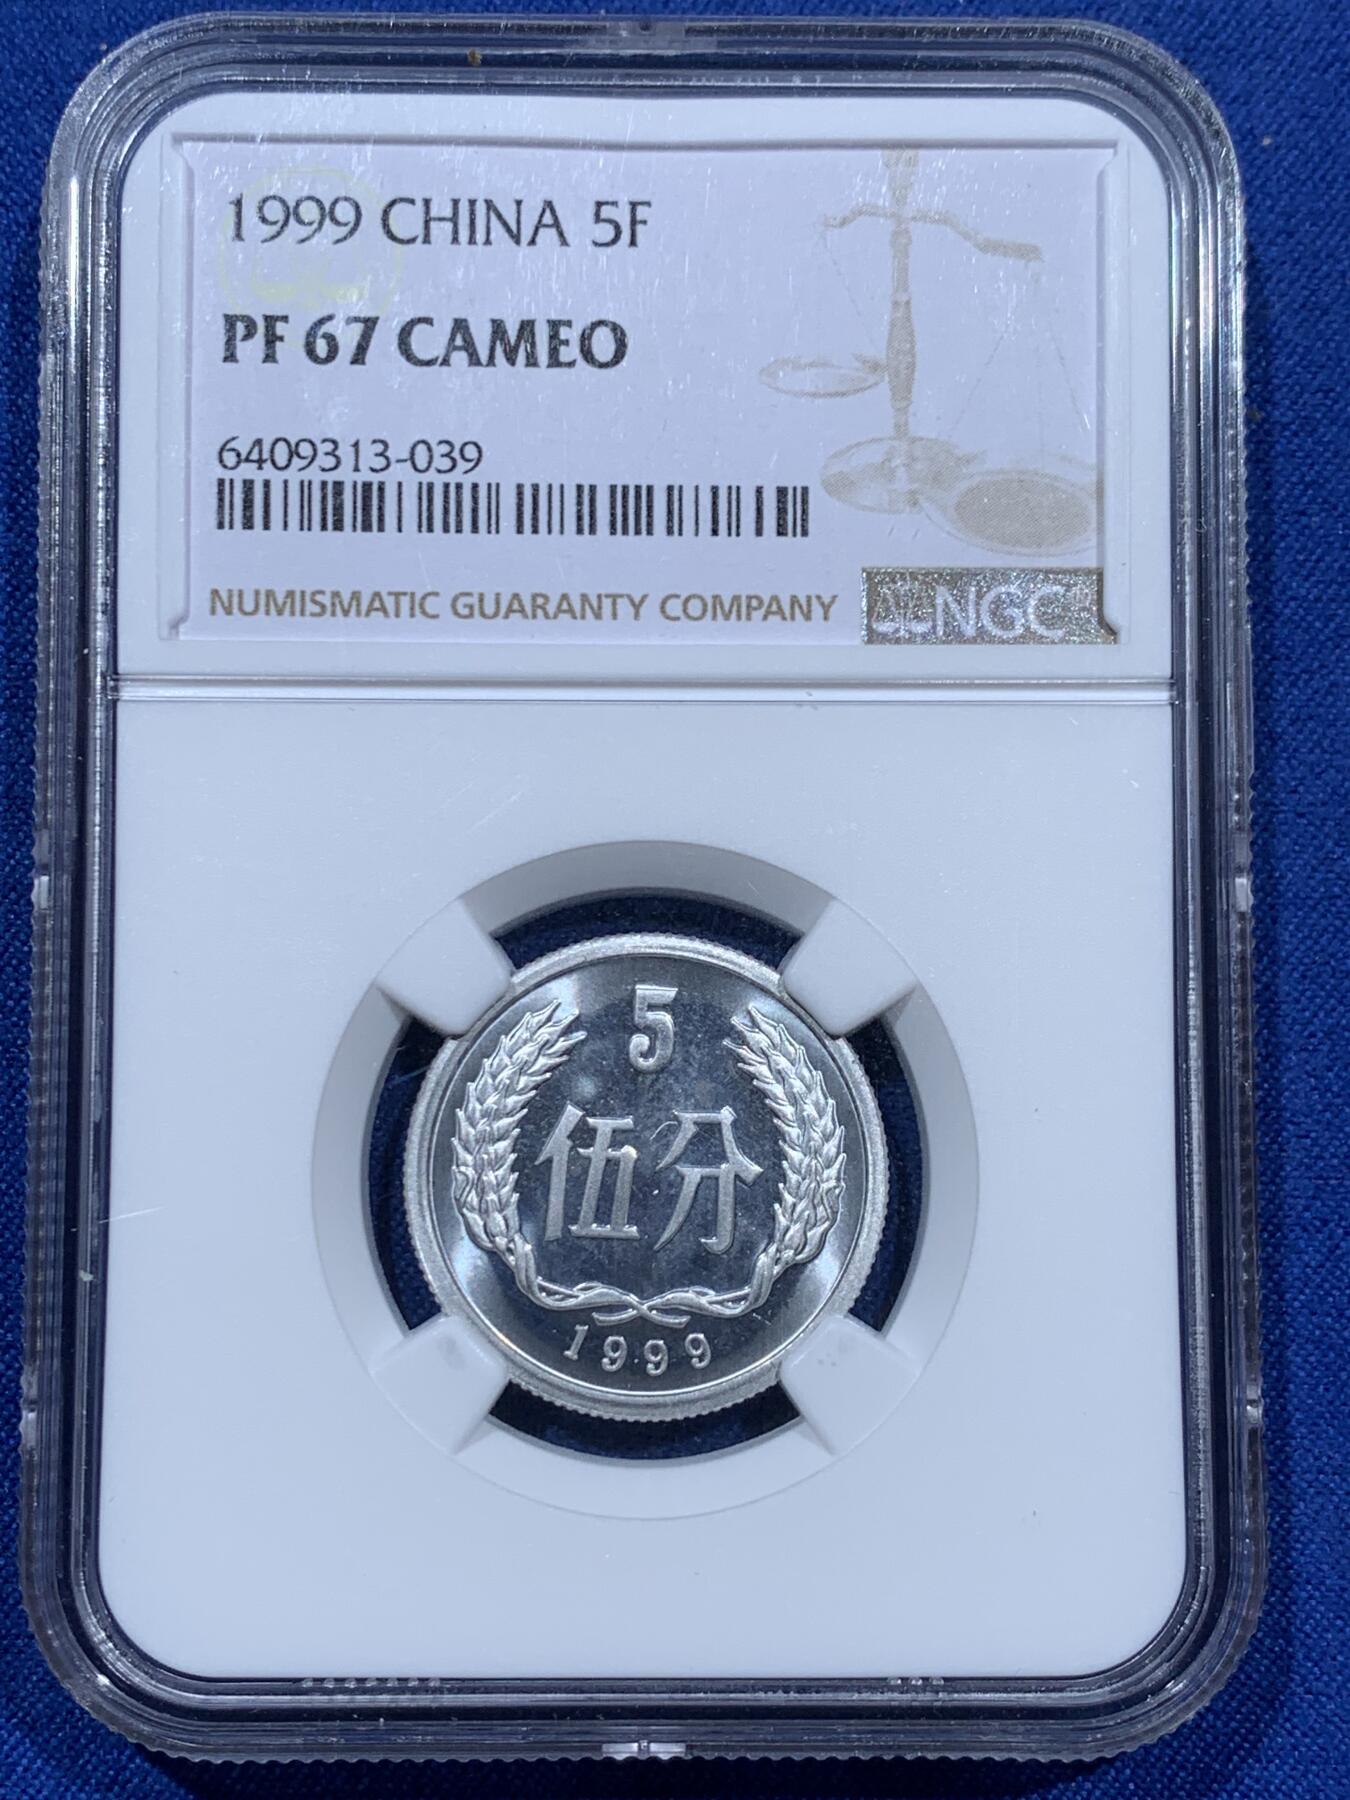 1999 CHINA 5F
PF 67 CAMEO
6409313-039
NUMISMATIC GUARANTY COMPANY
NGC
5
伍分
1999